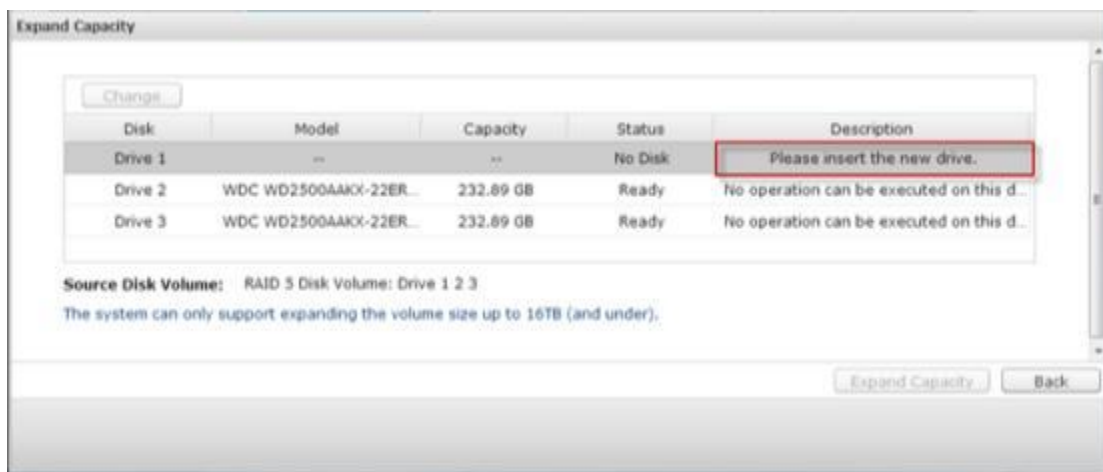 Expand Capacity
Change
Disk Model Capacity Status Description
Drive 1 -- -- No Disk Please insert the new drive.
Drive 2 WDC WD2500AAKX-22ER... 232.89 GB Ready No operation can be executed on this d...
Drive 3 WDC WD2500AAKX-22ER... 232.89 GB Ready No operation can be executed on this d...
Source Disk Volume: RAID 5 Disk Volume: Drive 1 2 3
The system can only support expanding the volume size up to 16TB (and under).
Expand Capacity Back